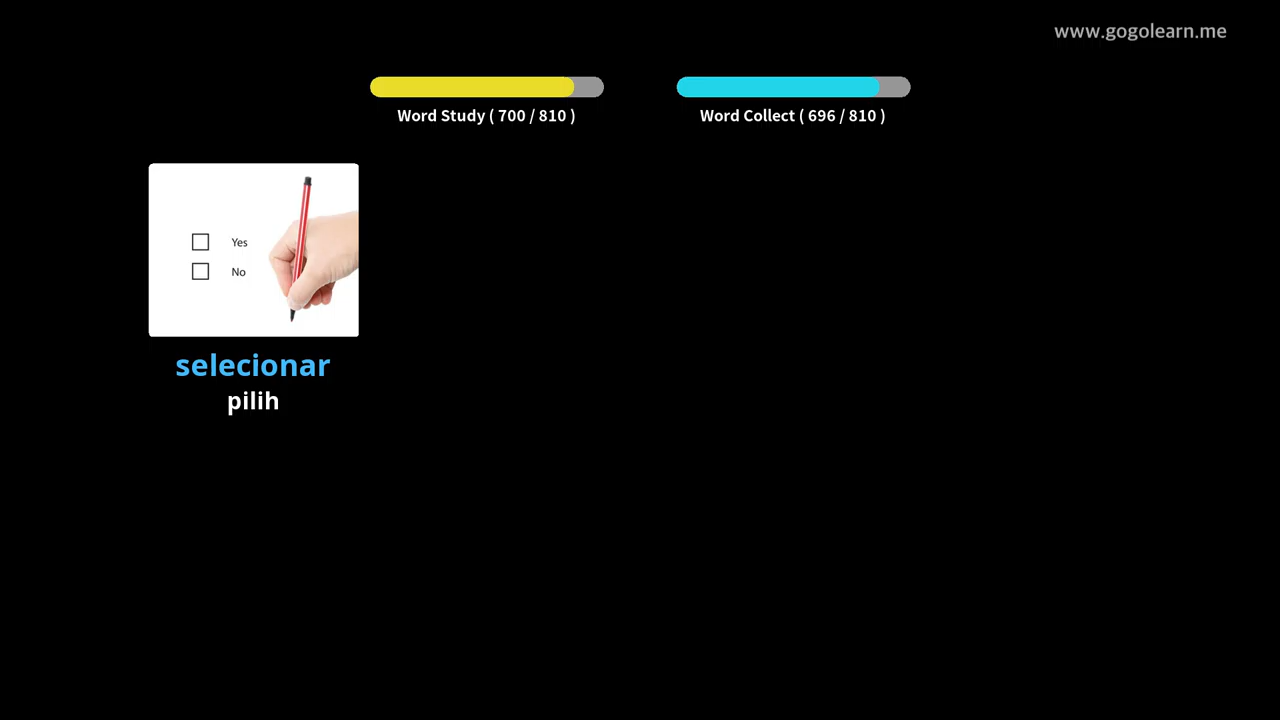 www.gogolearn.me
Word Study ( 700 / 810 )
Word Collect ( 696 / 810 )
Yes
No
selecionar
pilih